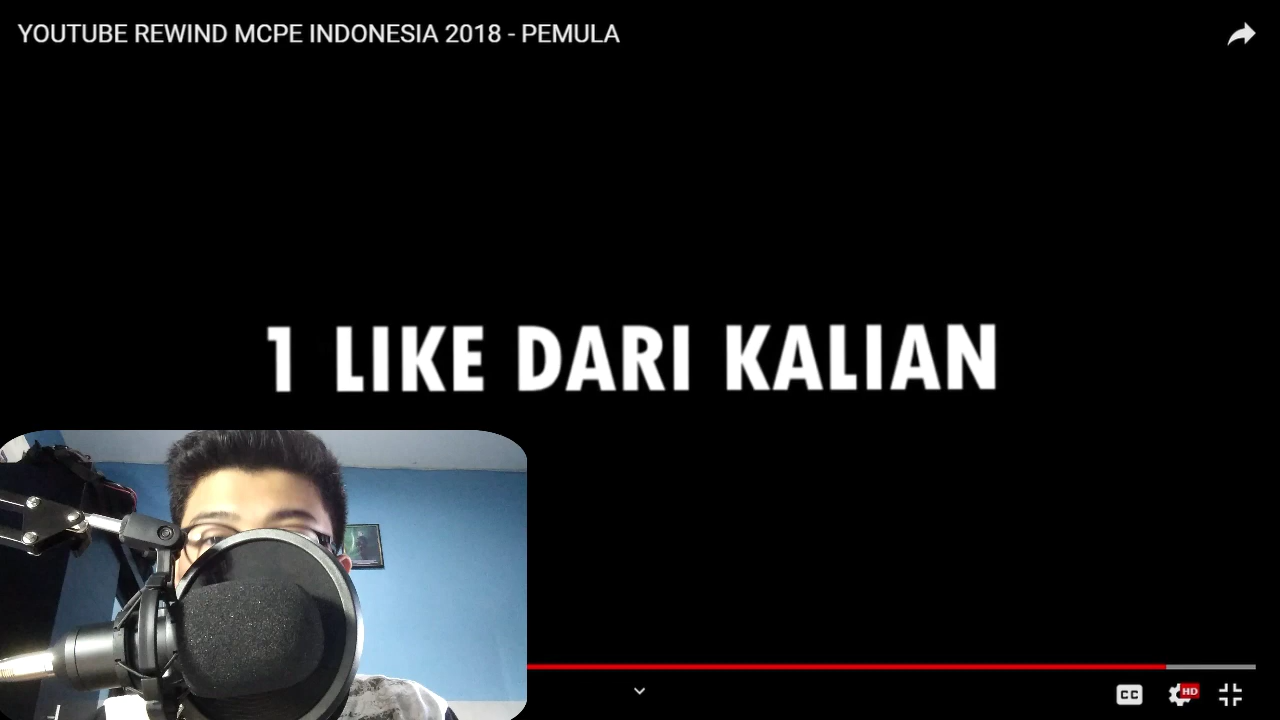 YOUTUBE REWIND MCPE INDONESIA 2018 - PEMULA
1 LIKE DARI KALIAN
CC
HD